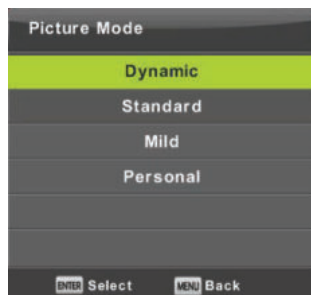 Picture Mode
Dynamic
Standard
Mild
Personal
ENTER Select MENU Back